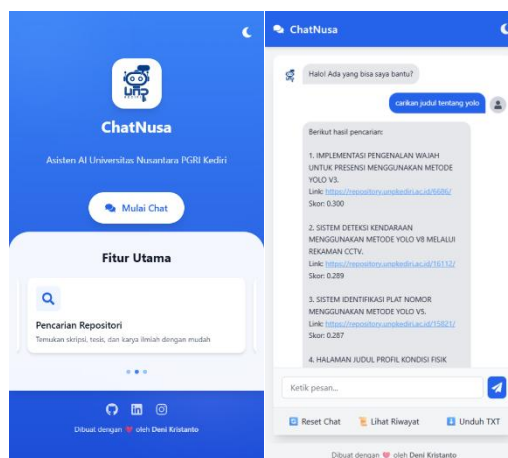 UNP
ChatNusa
Asisten AI Universitas Nusantara PGRI Kediri
Mulai Chat
Fitur Utama
Pencarian Repositori
Temukan skripsi, tesis, dan karya ilmiah dengan mudah
Dibuat dengan ❤️ oleh Deni Kristanto
ChatNusa
Halo! Ada yang bisa saya bantu?
carikan judul tentang yolo
Berikut hasil pencarian:
1. IMPLEMENTASI PENGENALAN WAJAH
UNTUK PRESENSI MENGGUNAKAN METODE
YOLO V3.
Link: https://repository.unpkediri.ac.id/6686/
Skor: 0.300
2. SISTEM DETEKSI KENDARAAN
MENGGUNAKAN METODE YOLO V8 MELALUI
REKAMAN CCTV.
Link: https://repository.unpkediri.ac.id/16112/
Skor: 0.289
3. SISTEM IDENTIFIKASI PLAT NOMOR
MENGGUNAKAN METODE YOLO V5.
Link: https://repository.unpkediri.ac.id/15821/
Skor: 0.287
4. HALAMAN JUDUL PROFIL KONDISI FISIK
Ketik pesan...
Reset Chat Lihat Riwayat Unduh TXT
Dibuat dengan ❤️ oleh Deni Kristanto